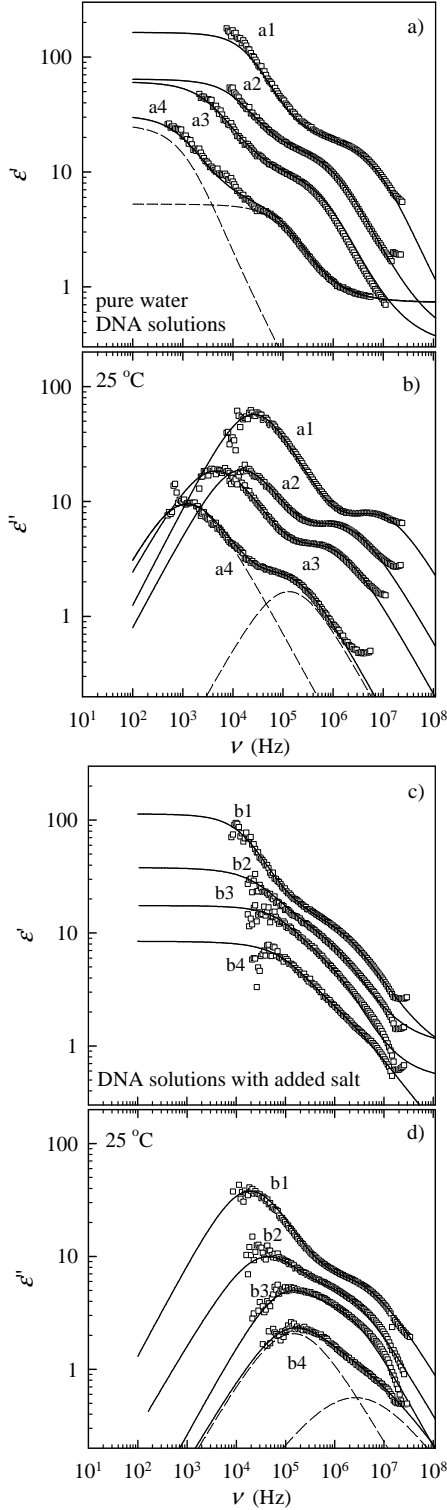 a)
a1
a2
a3
a4
100
10
1
ε'
pure water
DNA solutions
b)
25 °C
100
10
1
ε''
a1
a2
a3
a4
10¹ 10² 10³ 10⁴ 10⁵ 10⁶ 10⁷ 10⁸
ν (Hz)
c)
100
10
1
ε'
b1
b2
b3
b4
DNA solutions with added salt
d)
25 °C
100
10
1
ε''
b1
b2
b3
b4
10¹ 10² 10³ 10⁴ 10⁵ 10⁶ 10⁷ 10⁸
ν (Hz)